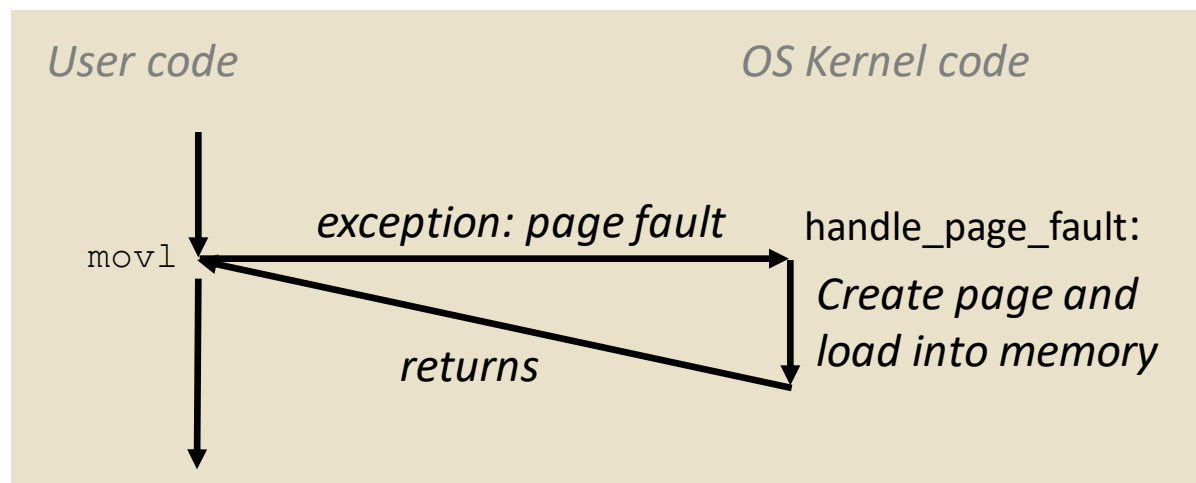 User code
OS Kernel code
exception: page fault
handle_page_fault:
movl
Create page and
load into memory
returns